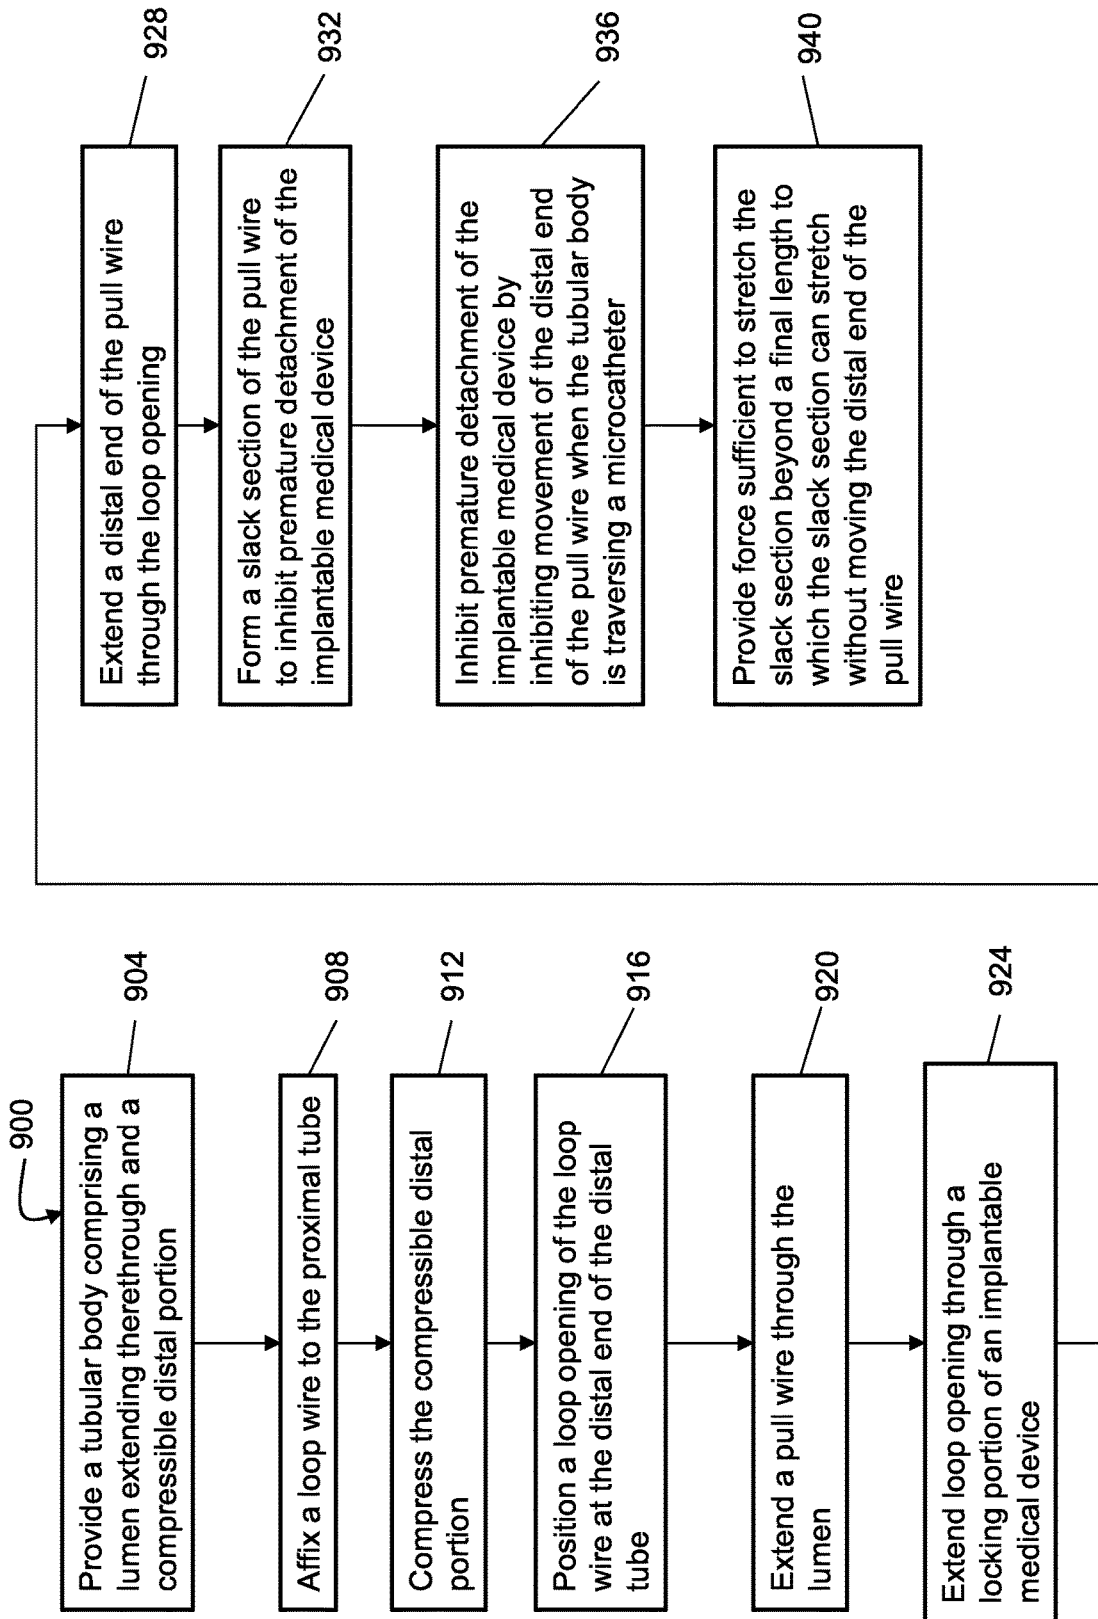 900
Provide a tubular body comprising a
lumen extending therethrough and a
compressible distal portion
904
Affix a loop wire to the proximal tube
908
Compress the compressible distal
portion
912
Position a loop opening of the loop
wire at the distal end of the distal
tube
916
Extend a pull wire through the
lumen
920
Extend loop opening through a
locking portion of an implantable
medical device
924
Extend a distal end of the pull wire
through the loop opening
928
Form a slack section of the pull wire
to inhibit premature detachment of the
implantable medical device
932
Inhibit premature detachment of the
implantable medical device by
inhibiting movement of the distal end
of the pull wire when the tubular body
is traversing a microcatheter
936
Provide force sufficient to stretch the
slack section beyond a final length to
which the slack section can stretch
without moving the distal end of the
pull wire
940